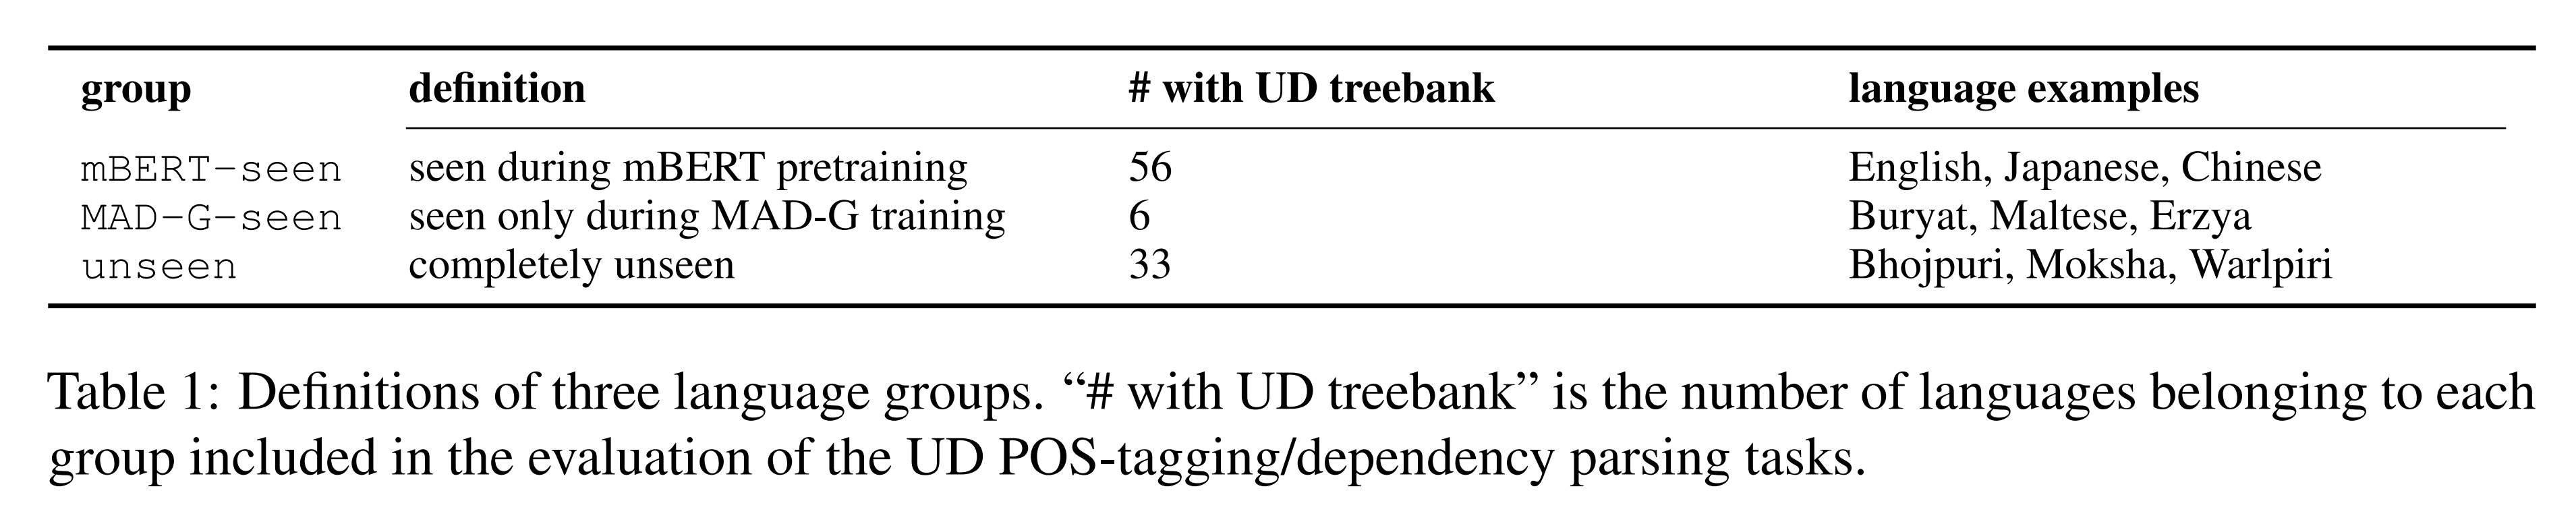 group definition # with UD treebank language examples
mBERT-seen seen during mBERT pretraining 56 English, Japanese, Chinese
MAD-G-seen seen only during MAD-G training 6 Buryat, Maltese, Erzya
unseen completely unseen 33 Bhojpuri, Moksha, Warlpiri
Table 1: Definitions of three language groups. “# with UD treebank” is the number of languages belonging to each
group included in the evaluation of the UD POS-tagging/dependency parsing tasks.